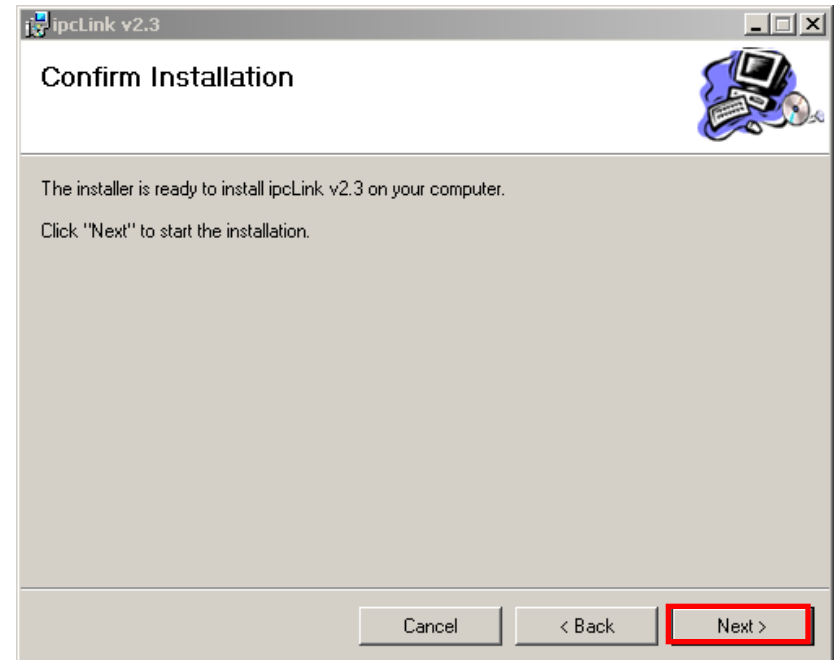 ipcLink v2.3
Confirm Installation
The installer is ready to install ipcLink v2.3 on your computer.
Click "Next" to start the installation.
Cancel
< Back
Next >